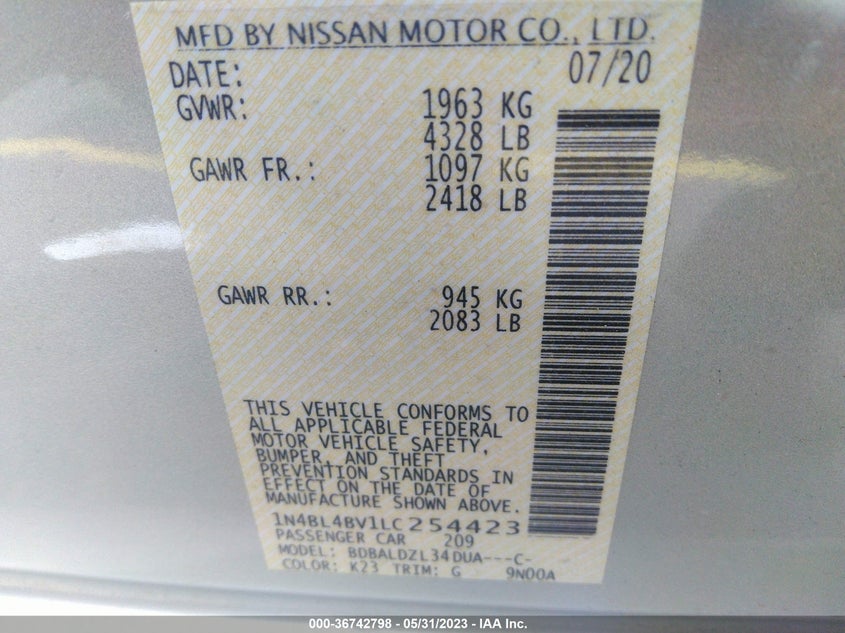 MFD BY NISSAN MOTOR CO., LTD.
DATE: 07/20
GVWR: 1963 KG
4328 LB
GAWR FR.: 1097 KG
2418 LB
GAWR RR.: 945 KG
2083 LB
THIS VEHICLE CONFORMS TO
ALL APPLICABLE FEDERAL
MOTOR VEHICLE SAFETY,
BUMPER, AND THEFT
PREVENTION STANDARDS IN
EFFECT ON THE DATE OF
MANUFACTURE SHOWN ABOVE.
1N4BL4BV1LC254423
PASSENGER CAR 209
MODEL: BDBALDZL34DUA---C-
COLOR: K23 TRIM: G 9N00A
000-36742798 - 05/31/2023 - IAA Inc.